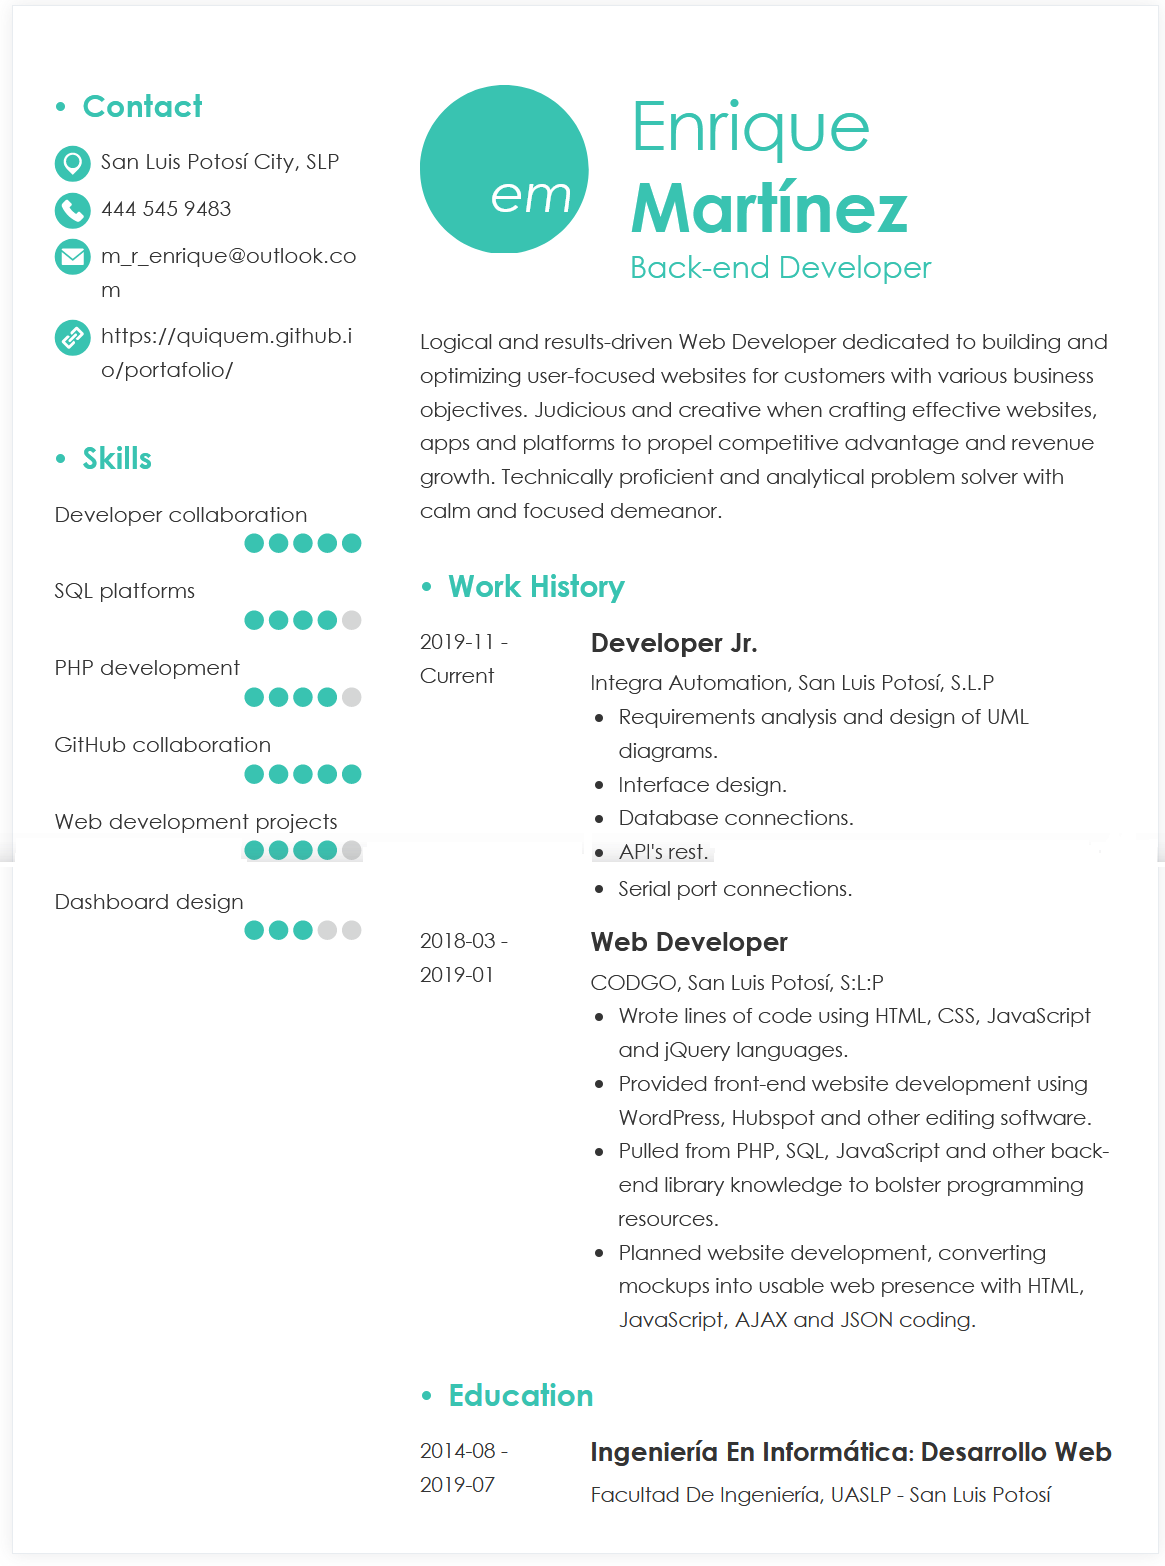 Contact
San Luis Potosí City, SLP
444 545 9483
m_r_enrique@outlook.co
m
https://quiquem.github.i
o/portafolio/
Skills
Developer collaboration
SQL platforms
PHP development
GitHub collaboration
Web development projects
Dashboard design
em
Enrique
Martínez
Back-end Developer
Logical and results-driven Web Developer dedicated to building and
optimizing user-focused websites for customers with various business
objectives. Judicious and creative when crafting effective websites,
apps and platforms to propel competitive advantage and revenue
growth. Technically proficient and analytical problem solver with
calm and focused demeanor.
Work History
2019-11 -
Current
Developer Jr.
Integra Automation, San Luis Potosí, S.L.P
• Requirements analysis and design of UML
diagrams.
• Interface design.
• Database connections.
• API's rest.
• Serial port connections.
2018-03 -
2019-01
Web Developer
CODGO, San Luis Potosí, S:L:P
• Wrote lines of code using HTML, CSS, JavaScript
and jQuery languages.
• Provided front-end website development using
WordPress, Hubspot and other editing software.
• Pulled from PHP, SQL, JavaScript and other back-
end library knowledge to bolster programming
resources.
• Planned website development, converting
mockups into usable web presence with HTML,
JavaScript, AJAX and JSON coding.
Education
2014-08 -
2019-07
Ingeniería En Informática: Desarrollo Web
Facultad De Ingeniería, UASLP - San Luis Potosí